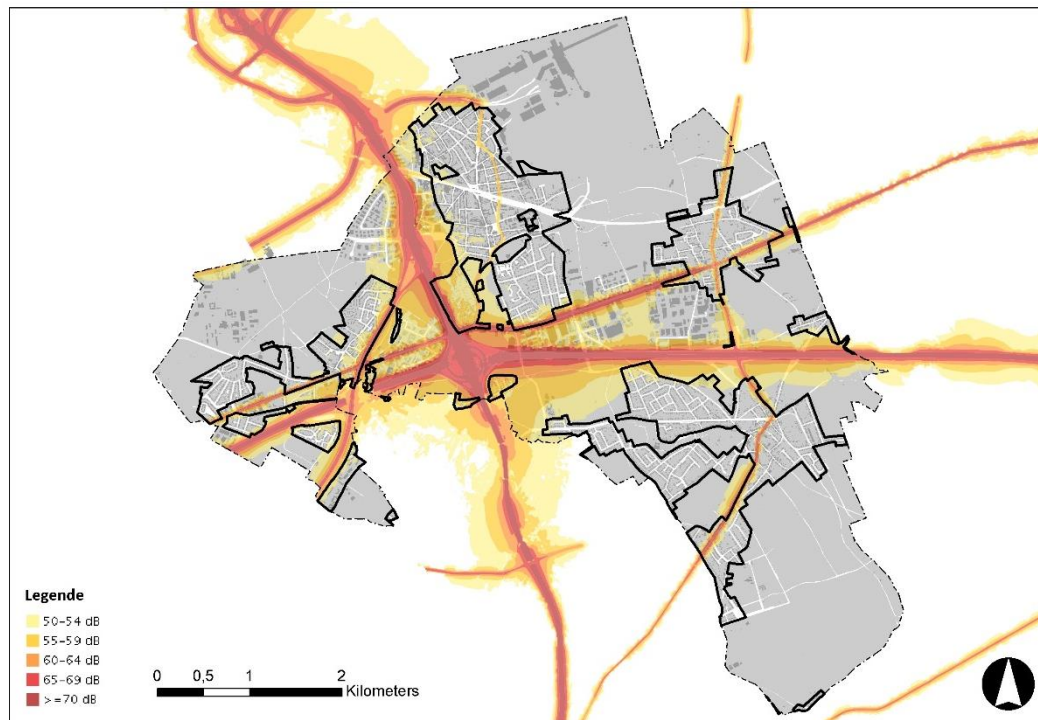 Legende
50-54 dB
55-59 dB
60-64 dB
65-69 dB
>=70 dB
0 0,5 1 2
Kilometers